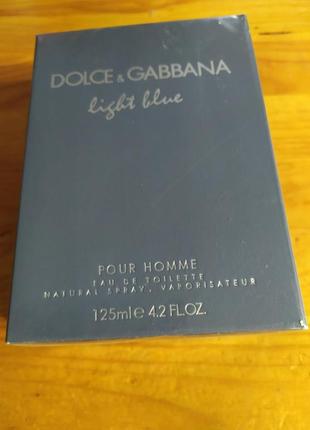 DOLCE & GABBANA
light blue
POUR HOMME
EAU DE TOILETTE
NATURAL SPRAY. VAPORISATEUR
125ml e 4.2 FL.OZ.